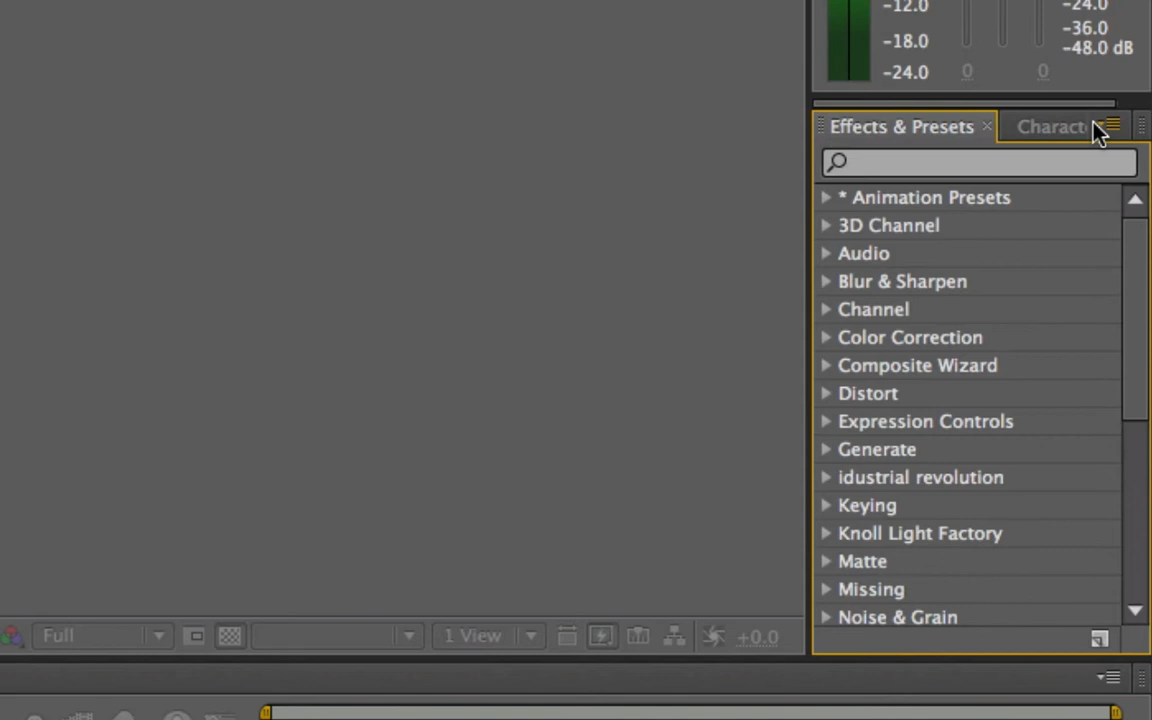 -12.0
-24.0
-36.0
-18.0
-48.0 dB
-24.0
0
0
Effects & Presets
Charact
* Animation Presets
3D Channel
Audio
Blur & Sharpen
Channel
Color Correction
Composite Wizard
Distort
Expression Controls
Generate
idustrial revolution
Keying
Knoll Light Factory
Matte
Missing
Noise & Grain
Full
1 View
+0.0